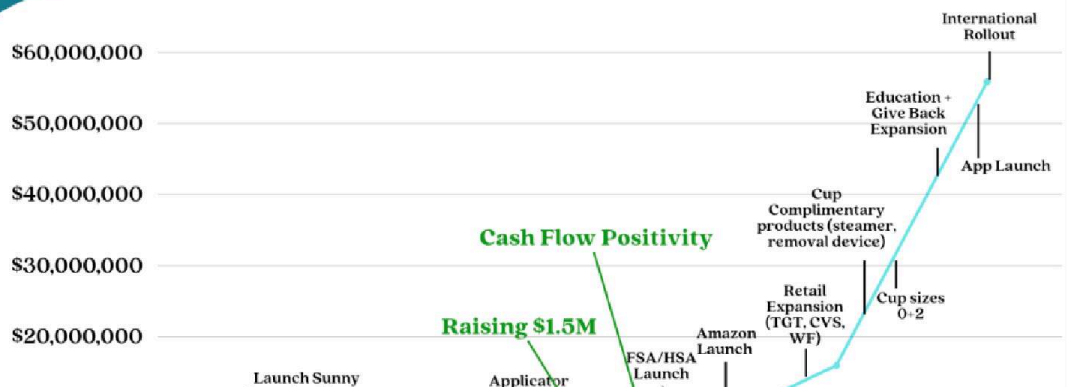 International
Rollout
$60,000,000
Education +
Give Back
Expansion
$50,000,000
App Launch
$40,000,000
Cup
Complimentary
products (steamer,
removal device)
Cash Flow Positivity
$30,000,000
Retail
Expansion
(TGT, CVS,
WF)
Cup sizes
0+2
Raising $1.5M
$20,000,000
Amazon
Launch
FSA/HSA
Launch
Launch Sunny
Applicator